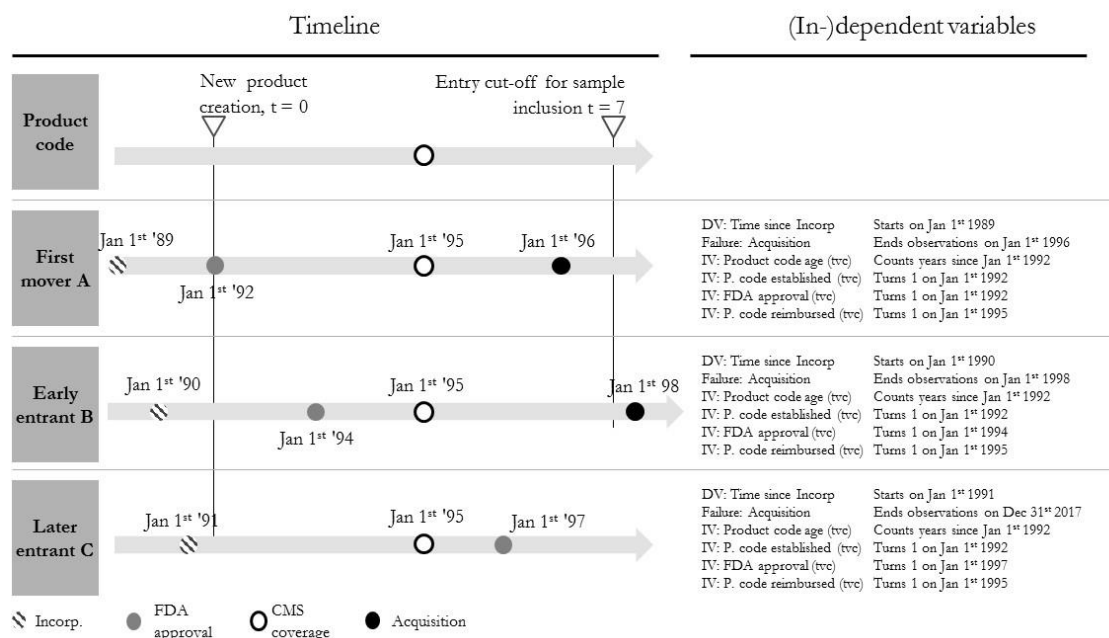 Timeline
(In-)dependent variables
New product
creation, t = 0
Entry cut-off for sample
inclusion t = 7
Product
code
First
mover A
Jan 1st '89
Jan 1st '92
Jan 1st '95
Jan 1st '96
DV: Time since Incorp Starts on Jan 1st 1989
Failure: Acquisition Ends observations on Jan 1st 1996
IV: Product code age (tvc) Counts years since Jan 1st 1992
IV: P. code established (tvc) Turns 1 on Jan 1st 1992
IV: FDA approval (tvc) Turns 1 on Jan 1st 1992
IV: P. code reimbursed (tvc) Turns 1 on Jan 1st 1995
Early
entrant B
Jan 1st '90
Jan 1st '94
Jan 1st '95
Jan 1st 98
DV: Time since Incorp Starts on Jan 1st 1990
Failure: Acquisition Ends observations on Jan 1st 1998
IV: Product code age (tvc) Counts years since Jan 1st 1992
IV: P. code established (tvc) Turns 1 on Jan 1st 1992
IV: FDA approval (tvc) Turns 1 on Jan 1st 1994
IV: P. code reimbursed (tvc) Turns 1 on Jan 1st 1995
Later
entrant C
Jan 1st '91
Jan 1st '95
Jan 1st '97
DV: Time since Incorp Starts on Jan 1st 1991
Failure: Acquisition Ends observations on Dec 31st 2017
IV: Product code age (tvc) Counts years since Jan 1st 1992
IV: P. code established (tvc) Turns 1 on Jan 1st 1992
IV: FDA approval (tvc) Turns 1 on Jan 1st 1997
IV: P. code reimbursed (tvc) Turns 1 on Jan 1st 1995
Incorp.
FDA
approval
CMS
coverage
Acquisition